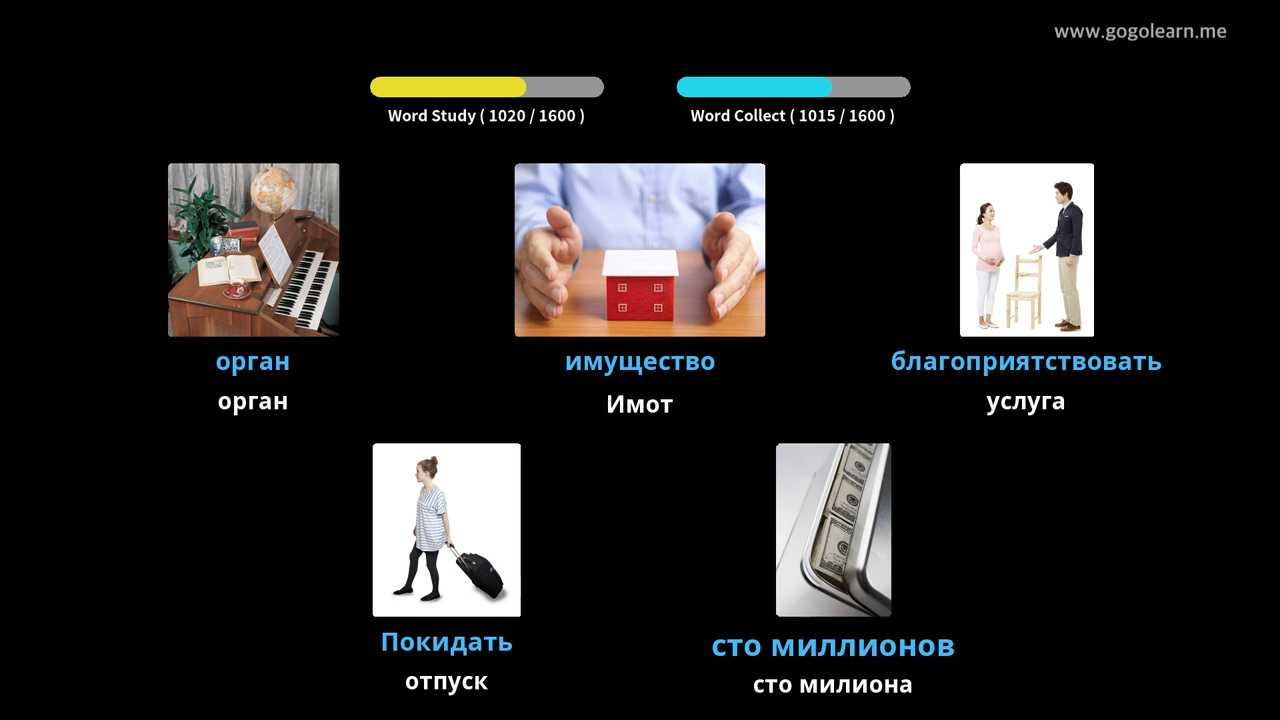 www.gogolearn.me
Word Study ( 1020 / 1600 )
Word Collect ( 1015 / 1600 )
орган
имущество
благоприятствовать
орган
Имот
услуга
Покидать
сто миллионов
отпуск
сто милиона